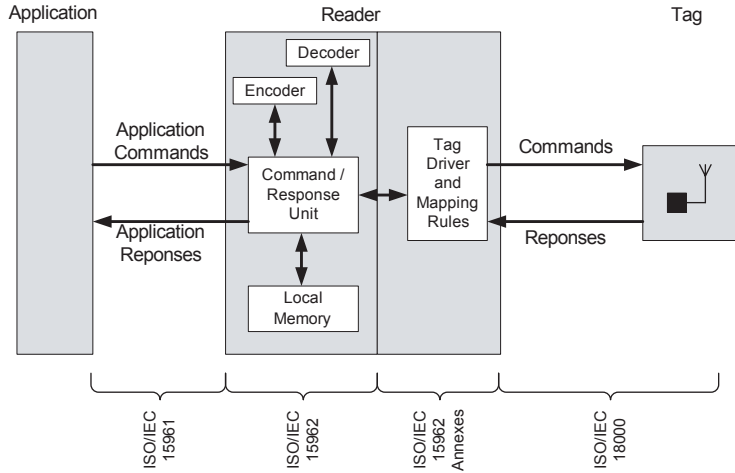 Application
Reader
Tag
Decoder
Encoder
Application
Commands
Command /
Response
Unit
Tag
Driver
and
Mapping
Rules
Commands
Application
Reponses
Reponses
Local
Memory
ISO/IEC
15961
ISO/IEC
15962
ISO/IEC
15962
Annexes
ISO/IEC
18000